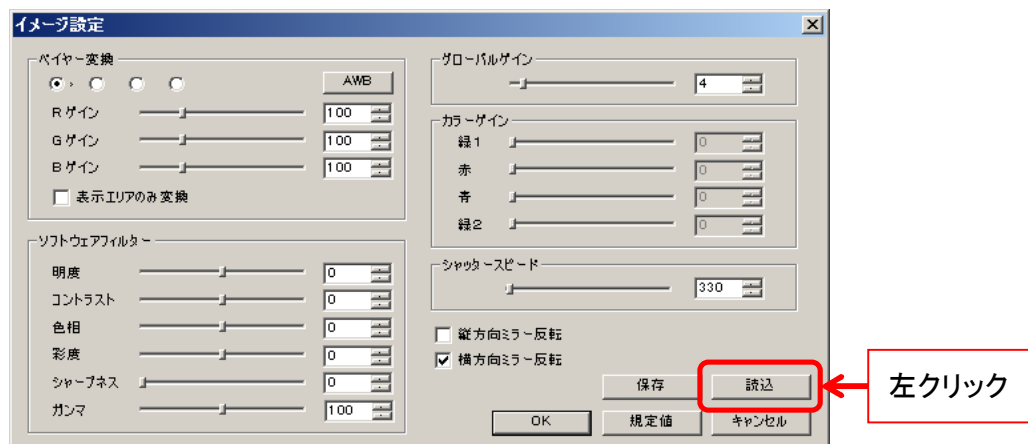 イメージ設定
ベイヤー変換
AWB
Rゲイン 100
Gゲイン 100
Bゲイン 100
表示エリアのみ変換
ソフトウェアフィルター
明度 0
コントラスト 0
色相 0
彩度 0
シャープネス 0
ガンマ 100
グローバルゲイン
4
カラーゲイン
緑1 0
赤 0
青 0
緑2 0
シャッタースピード
330
縦方向ミラー反転
横方向ミラー反転
保存 読込
OK 規定値 キャンセル
左クリック